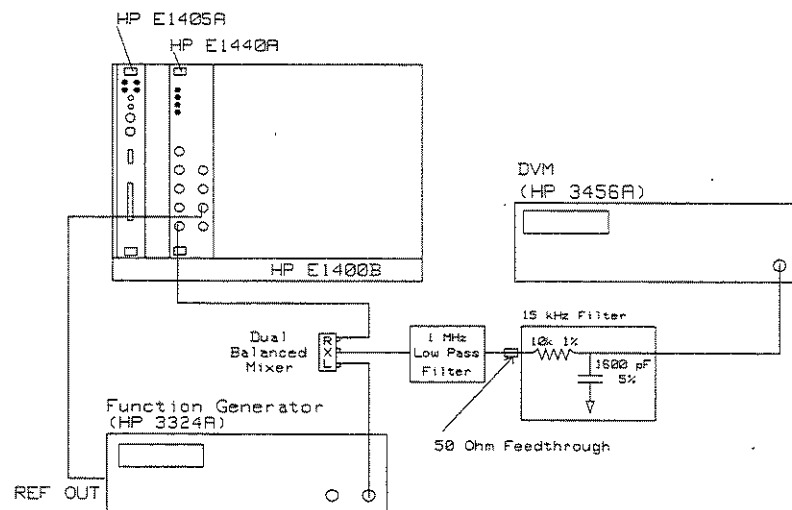 HP E1405A
HP E1440A
DVM
(HP 3456A)
HP E1400B
15 kHz Filter
Dual
Balanced
Mixer
R
X
L
1 MHz
Low Pass
Filter
10k 1%
1600 pF
5%
Function Generator
(HP 3324A)
50 Ohm Feedthrough
REF OUT